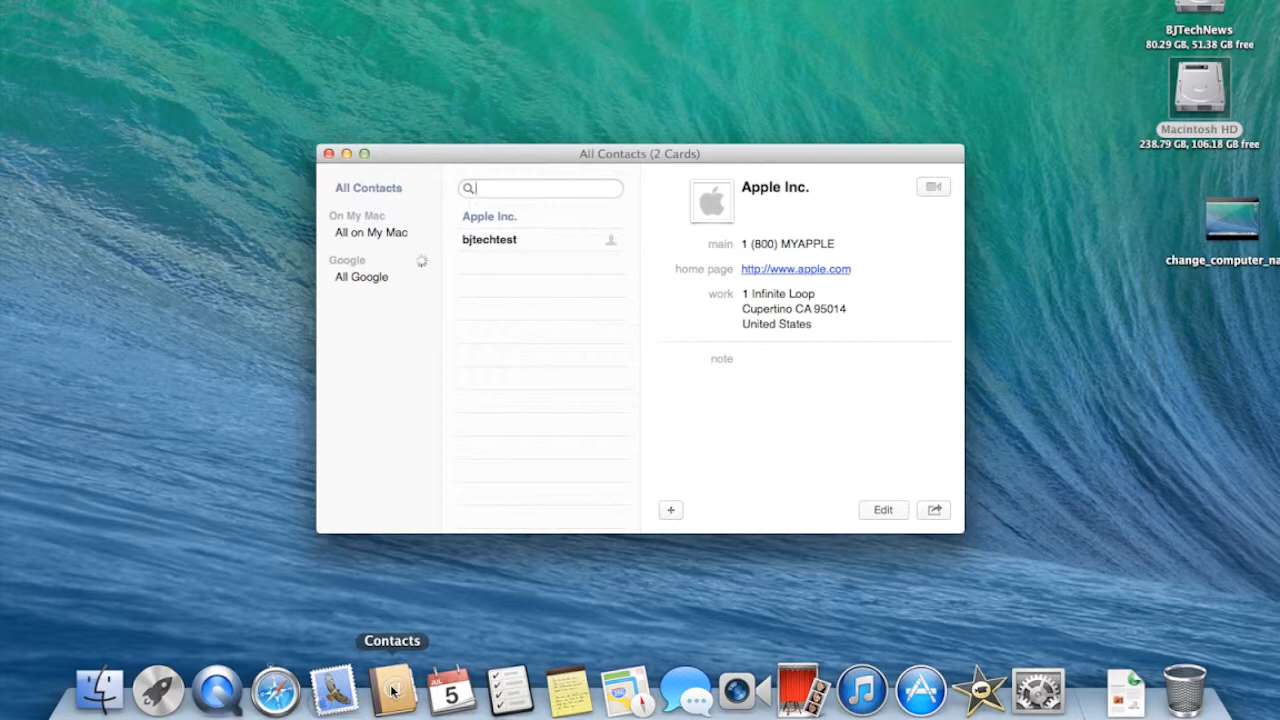 BJTechNews
80.29 GB, 51.38 GB free
Macintosh HD
238.79 GB, 106.18 GB free
change_computer_na
All Contacts (2 Cards)
All Contacts
On My Mac
All on My Mac
Google
All Google
Apple Inc.
bjtechtest
Apple Inc.
main 1 (800) MYAPPLE
home page http://www.apple.com
work 1 Infinite Loop
Cupertino CA 95014
United States
note
+
Edit
Contacts
JUL
5